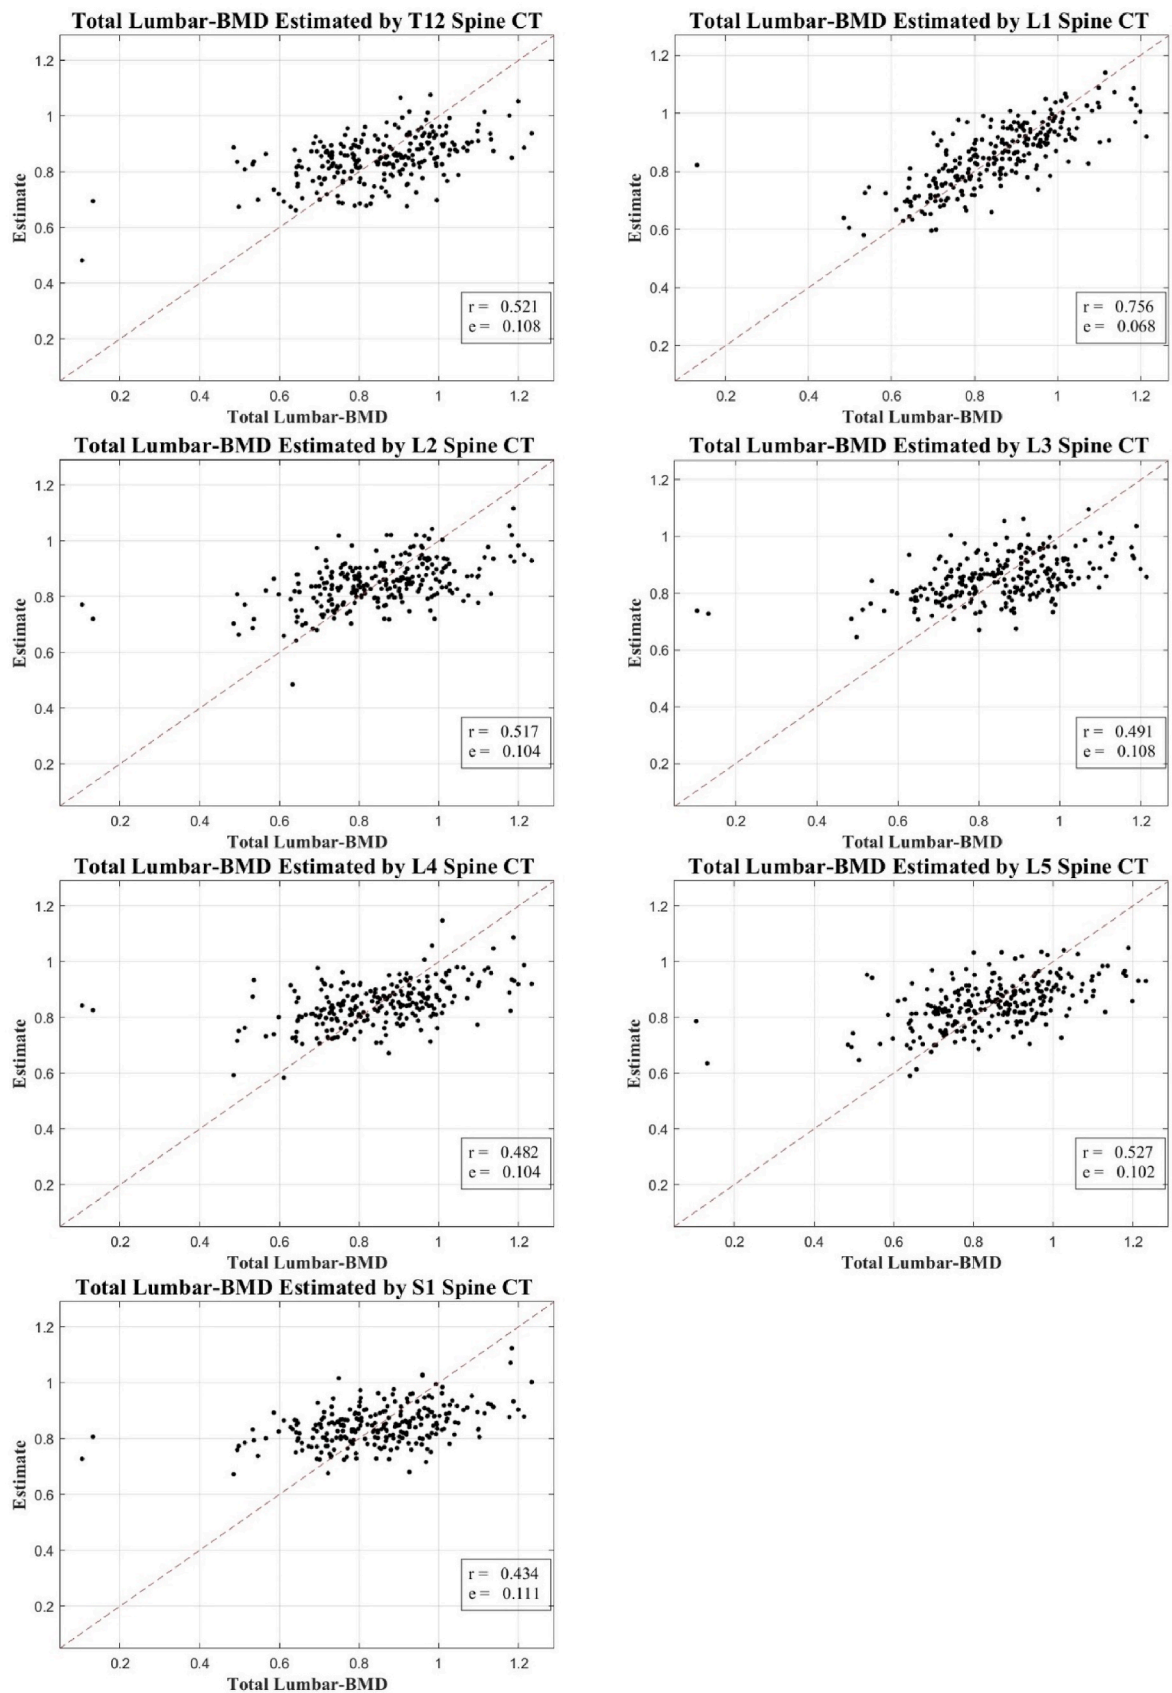 Total Lumbar-BMD Estimated by T12 Spine CT
1.2
1
0.8
0.6
0.4
0.2
Estimate
r = 0.521
e = 0.108
0.2 0.4 0.6 0.8 1 1.2
Total Lumbar-BMD
Total Lumbar-BMD Estimated by L1 Spine CT
1.2
1
0.8
0.6
0.4
0.2
Estimate
r = 0.756
e = 0.068
0.2 0.4 0.6 0.8 1 1.2
Total Lumbar-BMD
Total Lumbar-BMD Estimated by L2 Spine CT
1.2
1
0.8
0.6
0.4
0.2
Estimate
r = 0.517
e = 0.104
0.2 0.4 0.6 0.8 1 1.2
Total Lumbar-BMD
Total Lumbar-BMD Estimated by L3 Spine CT
1.2
1
0.8
0.6
0.4
0.2
Estimate
r = 0.491
e = 0.108
0.2 0.4 0.6 0.8 1 1.2
Total Lumbar-BMD
Total Lumbar-BMD Estimated by L4 Spine CT
1.2
1
0.8
0.6
0.4
0.2
Estimate
r = 0.482
e = 0.104
0.2 0.4 0.6 0.8 1 1.2
Total Lumbar-BMD
Total Lumbar-BMD Estimated by L5 Spine CT
1.2
1
0.8
0.6
0.4
0.2
Estimate
r = 0.527
e = 0.102
0.2 0.4 0.6 0.8 1 1.2
Total Lumbar-BMD
Total Lumbar-BMD Estimated by S1 Spine CT
1.2
1
0.8
0.6
0.4
0.2
Estimate
r = 0.434
e = 0.111
0.2 0.4 0.6 0.8 1 1.2
Total Lumbar-BMD